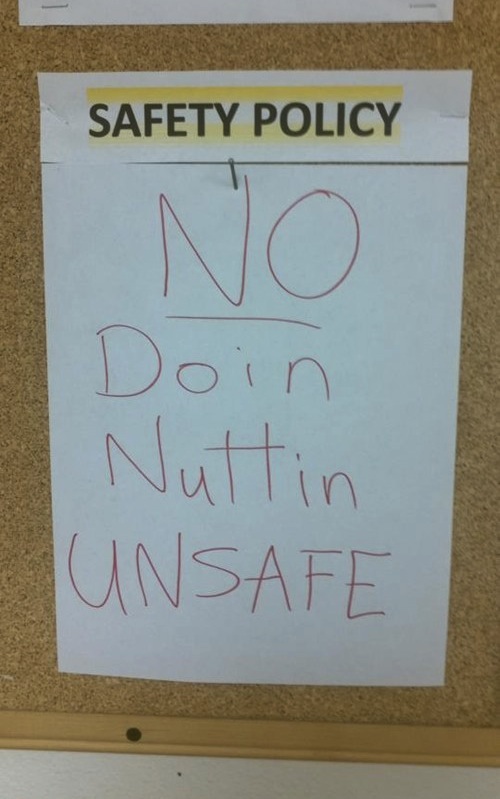 SAFETY POLICY
NO
Doin
Nuttin
UNSAFE